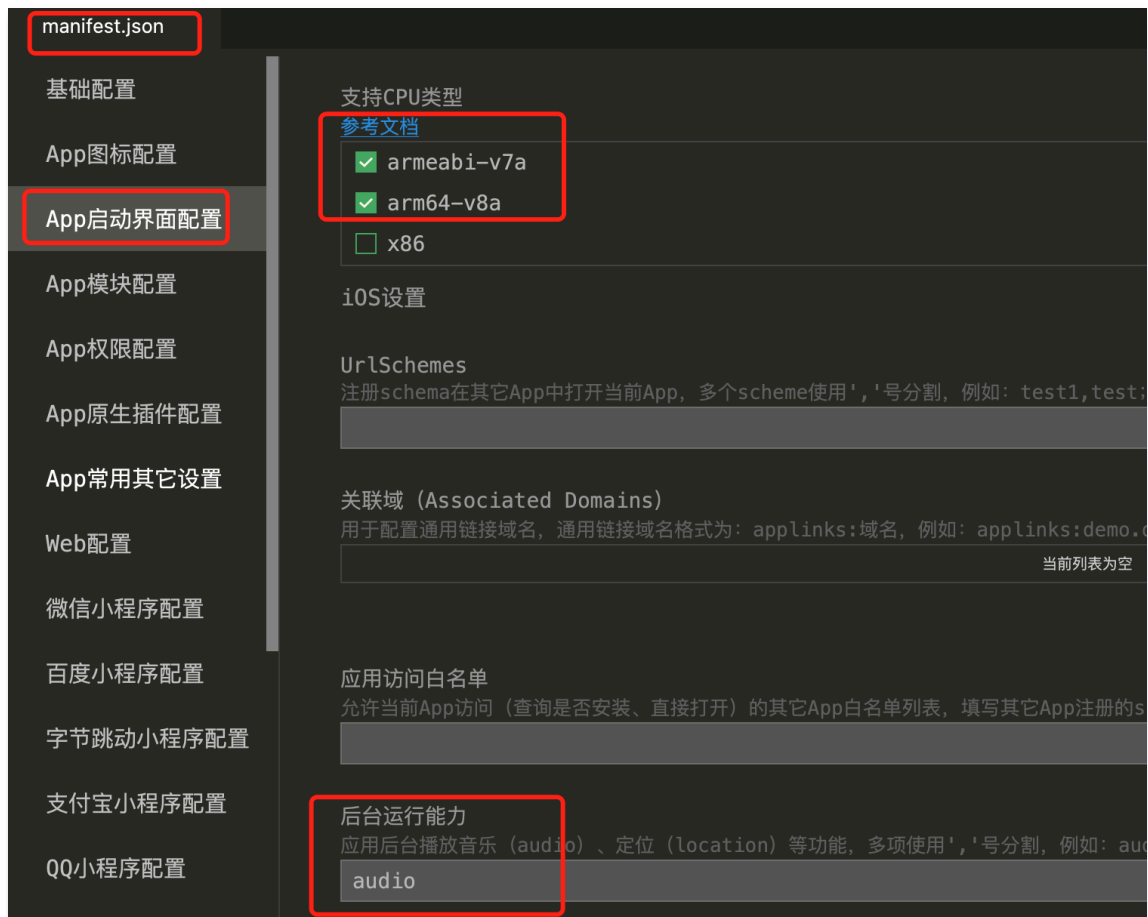 manifest.json
基础配置
App图标配置
App启动界面配置
App模块配置
App权限配置
App原生插件配置
App常用其它设置
Web配置
微信小程序配置
百度小程序配置
字节跳动小程序配置
支付宝小程序配置
QQ小程序配置
支持CPU类型
参考文档
armeabi-v7a
arm64-v8a
x86
iOS设置
UrlSchemes
注册schema在其它App中打开当前App，多个scheme使用','号分割，例如：test1,test;
关联域（Associated Domains）
用于配置通用链接域名，通用链接域名格式为：applinks:域名，例如：applinks:demo.
当前列表为空
应用访问白名单
允许当前App访问（查询是否安装、直接打开）的其它App白名单列表，填写其它App注册的s
后台运行能力
应用后台播放音乐（audio）、定位（location）等功能，多项使用','号分割，例如：au
audio